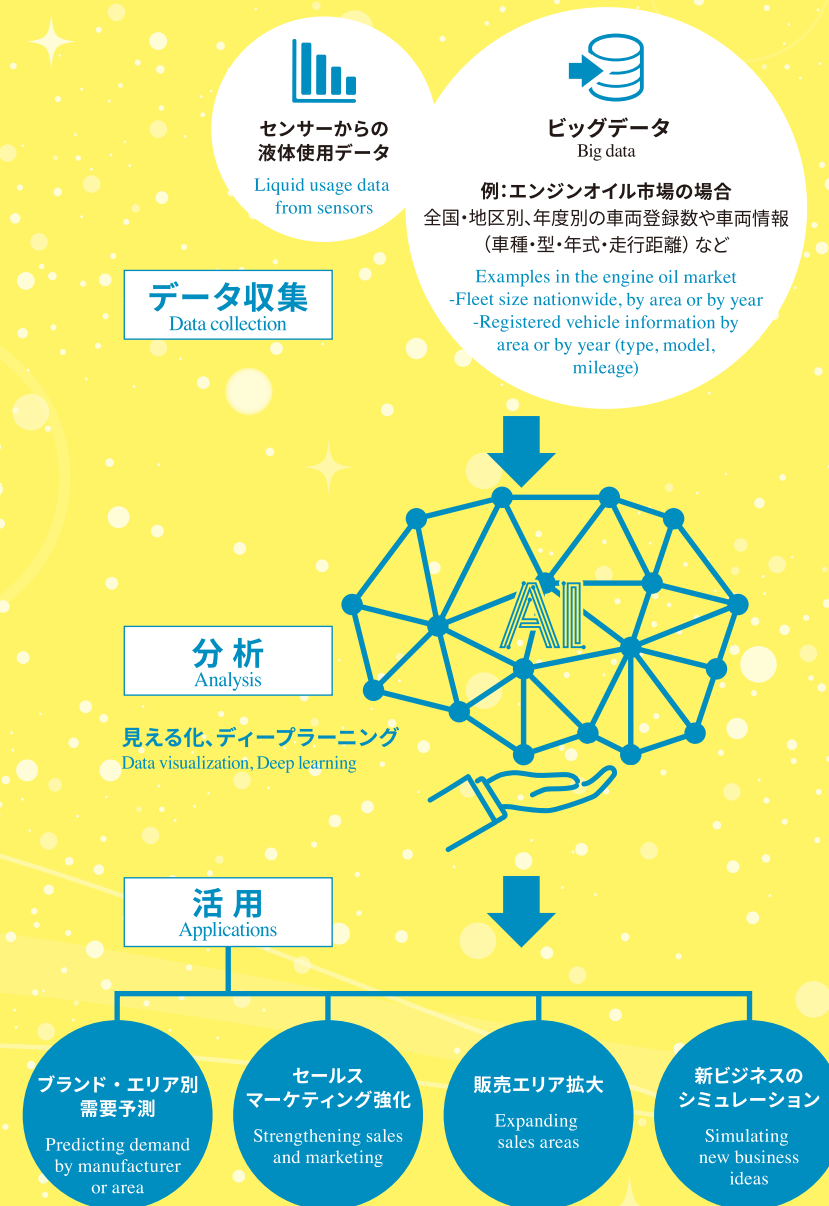 センサーからの
液体使用データ
Liquid usage data
from sensors
ビッグデータ
Big data
例:エンジンオイル市場の場合
全国・地区別、年度別の車両登録数や車両情報
（車種・型・年式・走行距離）など
Examples in the engine oil market
-Fleet size nationwide, by area or by year
-Registered vehicle information by
area or by year (type, model,
mileage)
データ収集
Data collection
AI
分 析
Analysis
見える化、ディープラーニング
Data visualization, Deep learning
活 用
Applications
ブランド・エリア別
需要予測
Predicting demand
by manufacturer
or area
セールス
マーケティング強化
Strengthening sales
and marketing
販売エリア拡大
Expanding
sales areas
新ビジネスの
シミュレーション
Simulating
new business
ideas